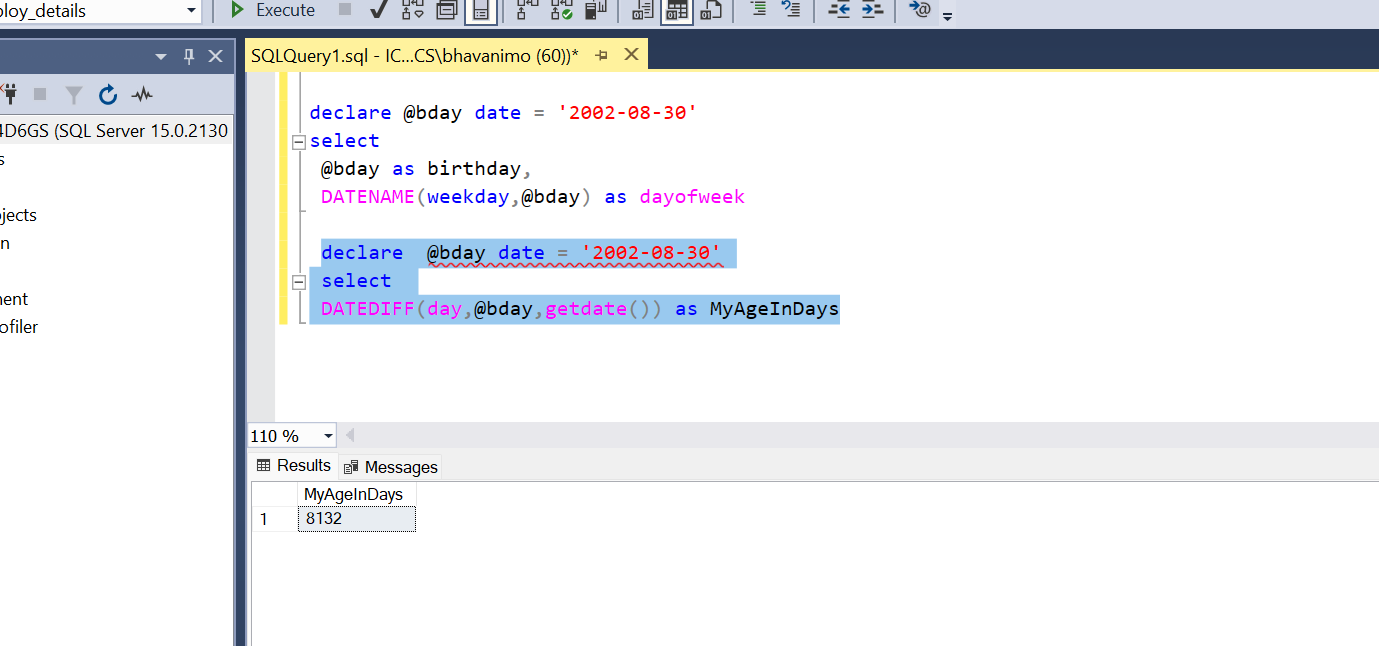 ploy_details
Execute
SQLQuery1.sql - IC...CS\bhavanimo (60))*
4D6GS (SQL Server 15.0.2130
s
jects
n
nent
ofiler
declare @bday date = '2002-08-30'
select
@bday as birthday,
DATENAME(weekday,@bday) as dayofweek
declare  @bday date = '2002-08-30'
select
DATEDIFF(day,@bday,getdate()) as MyAgeInDays
110 %
Results
Messages
MyAgeInDays
1
8132